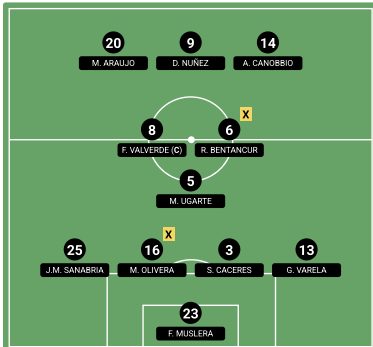 20 9 14
M. ARAUJO D. NUÑEZ A. CANOBBIO
X
8 6
F. VALVERDE (C) R. BENTANCUR
5
M. UGARTE
X
25 16 3 13
J.M. SANABRIA M. OLIVERA S. CACERES G. VARELA
23
F. MUSLERA